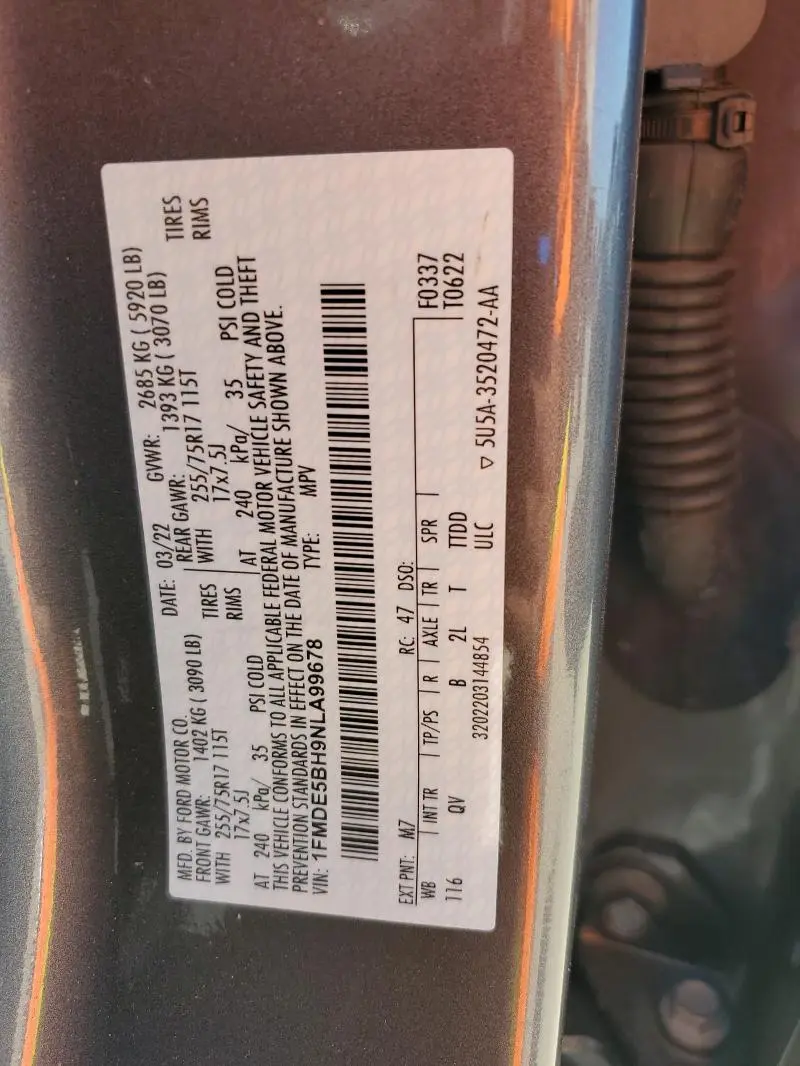 MFD. BY FORD MOTOR CO.
DATE: 03/22 GVWR: 2685 KG ( 5920 LB)
FRONT GAWR: 1402 KG ( 3090 LB) REAR GAWR: 1393 KG ( 3070 LB)
WITH 255/75R17 115T TIRES WITH 255/75R17 115T TIRES
17x7.5J RIMS 17x7.5J RIMS
AT 240 kPa/ 35 PSI COLD AT 240 kPa/ 35 PSI COLD
THIS VEHICLE CONFORMS TO ALL APPLICABLE FEDERAL MOTOR VEHICLE SAFETY AND THEFT
PREVENTION STANDARDS IN EFFECT ON THE DATE OF MANUFACTURE SHOWN ABOVE.
VIN: 1FMDE5BH9NLA99678 TYPE: MPV
EXT PNT: M7 RC: 47 DSO: F0337
WB INT TR TP/PS R AXLE TR SPR T0622
116 QV B 2L T TTDD
3202203144854 ULC ▽ 5U5A-3520472-AA